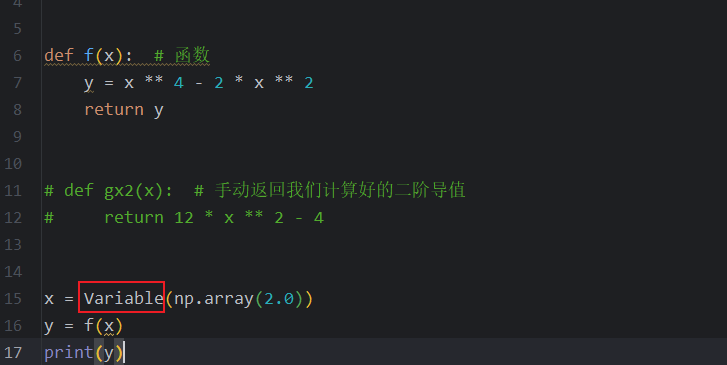 4
5
6 def f(x):  # 函数
7     y = x ** 4 - 2 * x ** 2
8     return y
9
10
11 # def gx2(x):  # 手动返回我们计算好的二阶导值
12 #     return 12 * x ** 2 - 4
13
14
15 x = Variable(np.array(2.0))
16 y = f(x)
17 print(y)